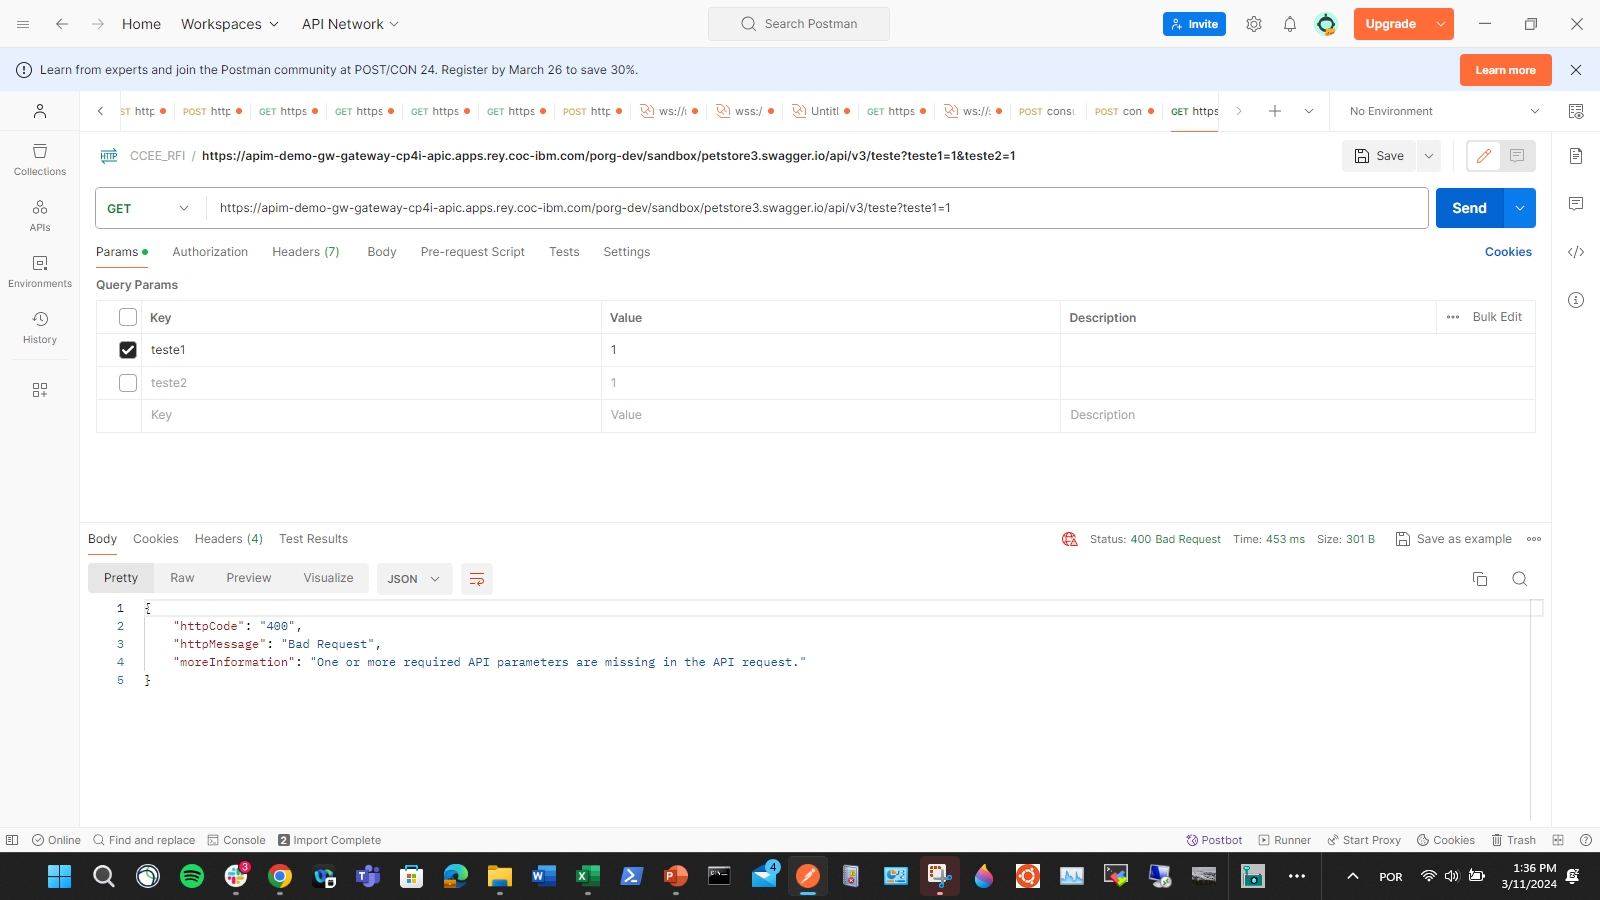 Home
Workspaces
API Network
Search Postman
Invite
Upgrade
Learn from experts and join the Postman community at POST/CON 24. Register by March 26 to save 30%.
Learn more
ST http
POST http
GET https
GET https
GET https
GET https
POST http
ws://
wss:/
Untitl
GET https
ws://
POST cons
POST con
GET https
No Environment
CCEE_RFI / https://apim-demo-gw-gateway-cp4i-apic.apps.rey.coc-ibm.com/porg-dev/sandbox/petstore3.swagger.io/api/v3/teste?teste1=1&teste2=1
Save
GET
https://apim-demo-gw-gateway-cp4i-apic.apps.rey.coc-ibm.com/porg-dev/sandbox/petstore3.swagger.io/api/v3/teste?teste1=1
Send
Collections
APIs
Environments
History
Params
Authorization
Headers (7)
Body
Pre-request Script
Tests
Settings
Cookies
Query Params
Key
Value
Description
Bulk Edit
teste1
1
teste2
1
Key
Value
Description
Body
Cookies
Headers (4)
Test Results
Status: 400 Bad Request
Time: 453 ms
Size: 301 B
Save as example
Pretty
Raw
Preview
Visualize
JSON
1 {
2 "httpCode": "400",
3 "httpMessage": "Bad Request",
4 "moreInformation": "One or more required API parameters are missing in the API request."
5 }
Online
Find and replace
Console
2 Import Complete
Postbot
Runner
Start Proxy
Cookies
Trash
3
4
POR
1:36 PM
3/11/2024